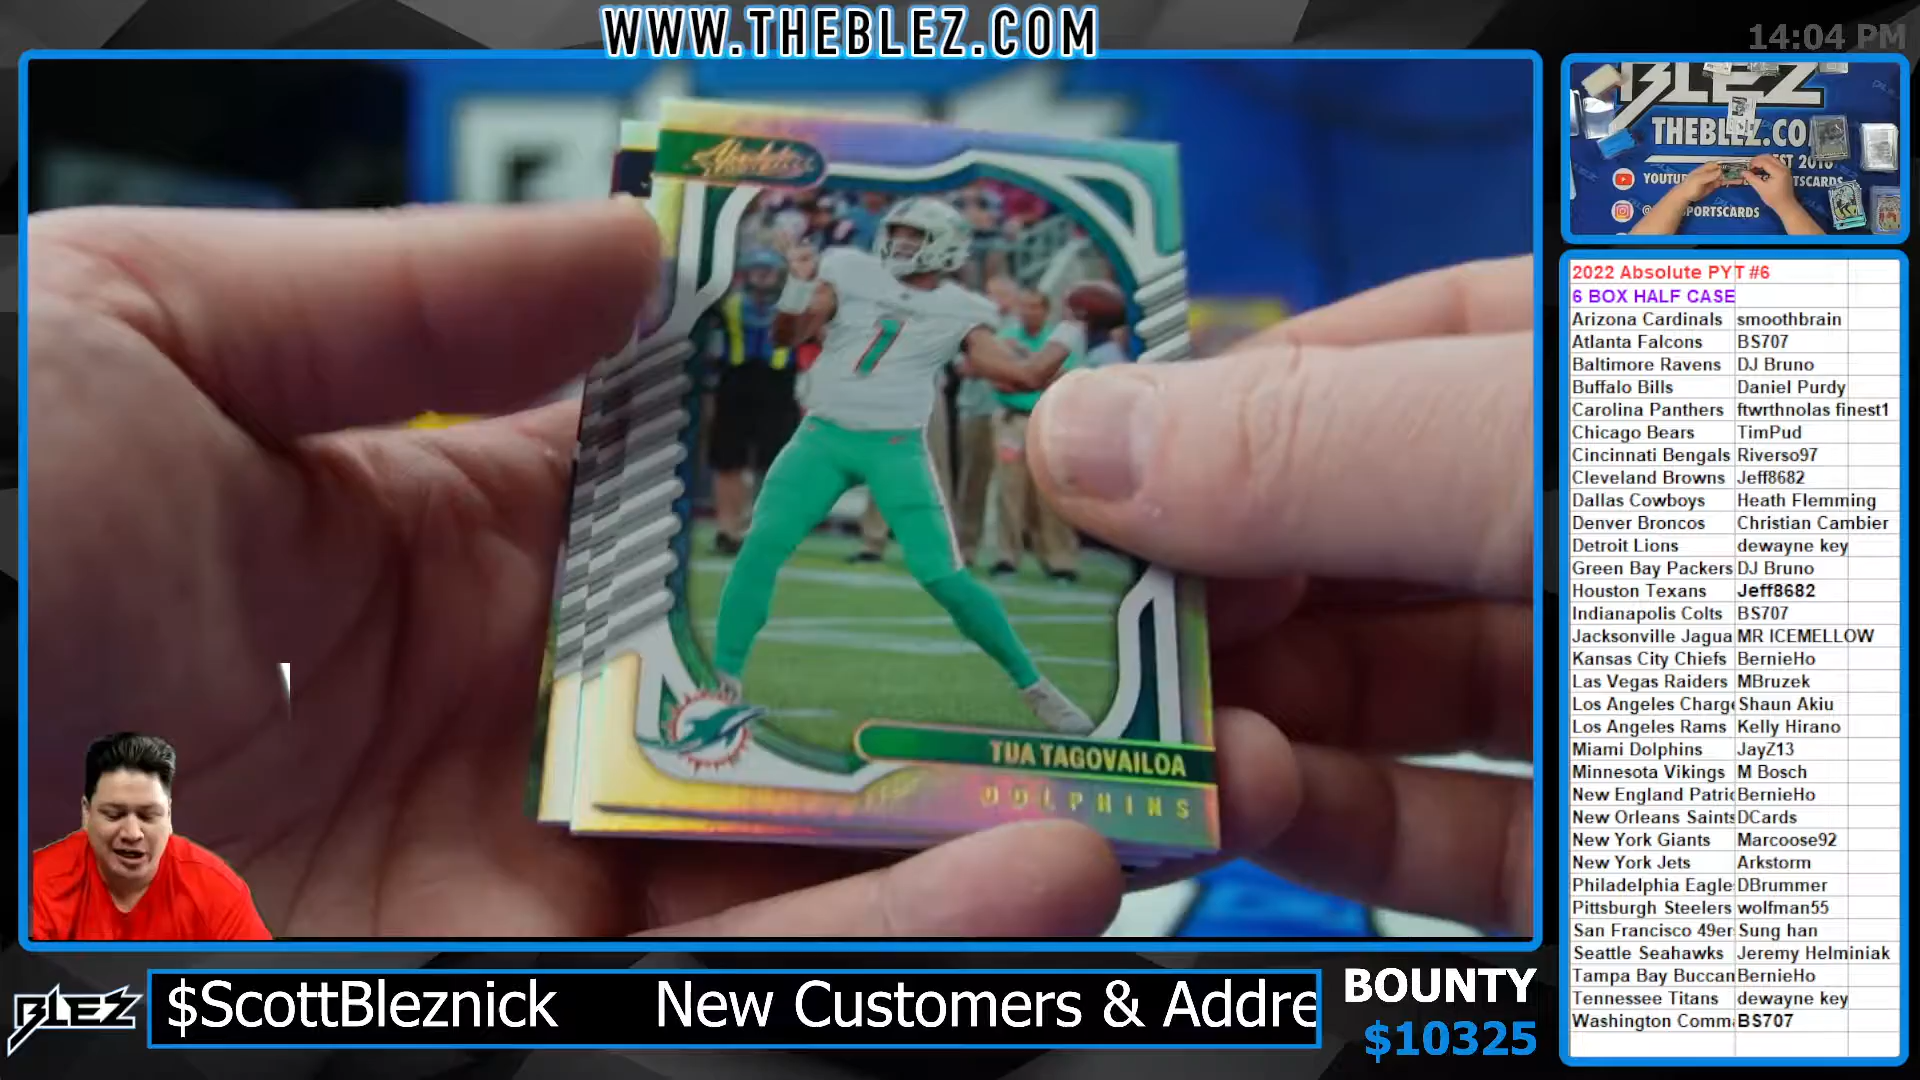 WWW.THEBLEZ.COM
14:04 PM
BLEZ
THEBLEZ.CO
EST 2016
YOUTU
TSCARDS
SPORTSCARDS
Absolute
1
TUA TAGOVAILOA
DOLPHINS
2022 Absolute PYT #6
6 BOX HALF CASE
Arizona Cardinals smoothbrain
Atlanta Falcons BS707
Baltimore Ravens DJ Bruno
Buffalo Bills Daniel Purdy
Carolina Panthers ftwrthnolas finest1
Chicago Bears TimPud
Cincinnati Bengals Riverso97
Cleveland Browns Jeff8682
Dallas Cowboys Heath Flemming
Denver Broncos Christian Cambier
Detroit Lions dewayne key
Green Bay Packers DJ Bruno
Houston Texans Jeff8682
Indianapolis Colts BS707
Jacksonville Jagua MR ICEMELLOW
Kansas City Chiefs BernieHo
Las Vegas Raiders MBruzek
Los Angeles Charg Shaun Akiu
Los Angeles Rams Kelly Hirano
Miami Dolphins JayZ13
Minnesota Vikings M Bosch
New England Patri BernieHo
New Orleans Saints DCards
New York Giants Marcoose92
New York Jets Arkstorm
Philadelphia Eagle DBrummer
Pittsburgh Steelers wolfman55
San Francisco 49er Sung han
Seattle Seahawks Jeremy Helminiak
Tampa Bay Buccan BernieHo
Tennessee Titans dewayne key
Washington Comm BS707
BLEZ
$ScottBleznick New Customers & Addre
BOUNTY
$10325